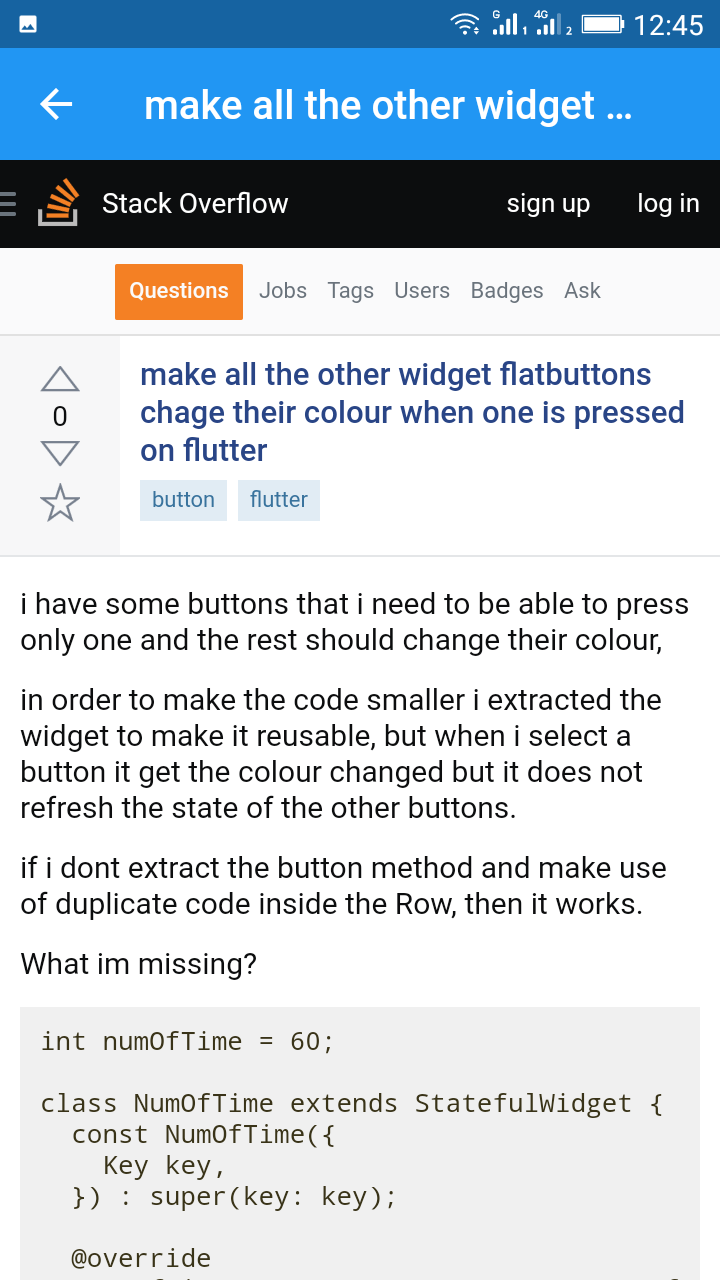 G 4G
1 2 12:45
make all the other widget ...
Stack Overflow sign up log in
Questions Jobs Tags Users Badges Ask
make all the other widget flatbuttons
chage their colour when one is pressed
on flutter
0
button flutter
i have some buttons that i need to be able to press
only one and the rest should change their colour,
in order to make the code smaller i extracted the
widget to make it reusable, but when i select a
button it get the colour changed but it does not
refresh the state of the other buttons.
if i dont extract the button method and make use
of duplicate code inside the Row, then it works.
What im missing?
int numOfTime = 60;
class NumOfTime extends StatefulWidget {
const NumOfTime({
Key key,
}) : super(key: key);
@override